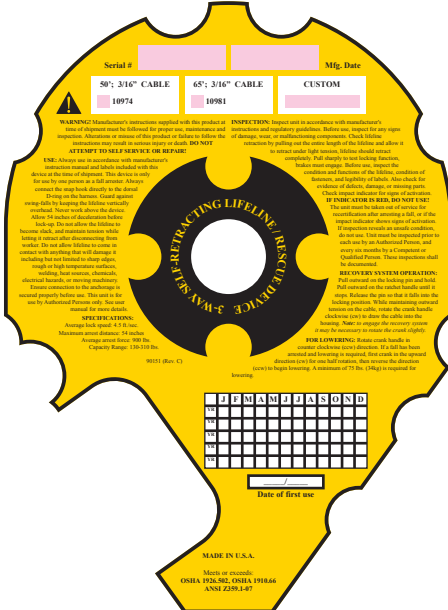 Serial #
Mfg. Date
50'; 3/16" CABLE
10974
65'; 3/16" CABLE
10981
CUSTOM
WARNING! Manufacturer's instructions supplied with this product at
time of shipment must be followed for proper use, maintenance and
inspection. Alterations or misuse of this product or failure to follow the
instructions may result in serious injury or death. DO NOT
ATTEMPT TO SELF SERVICE OR REPAIR!
USE: Always use in accordance with manufacturer's
instruction manual and labels included with this
device at the time of shipment. This device is only
for use by one person as a fall arrester. Always
connect the snap hook directly to the dorsal
D-ring on the harness. Guard against
swing-falls by keeping the lifeline vertically
overhead. Never work above the device.
Allow 54 inches of deceleration before
lock-up. Do not allow the lifeline to
become slack, and maintain tension while
letting it retract after disconnecting from
worker. Do not allow lifeline to come in
contact with anything that will damage it
including but not limited to sharp edges,
rough or high temperature surfaces,
welding, heat sources, chemicals,
electrical hazards, or moving machinery.
Ensure connection to the anchorage is
secured properly before use. This unit is for
use by Authorized Persons only. See user
manual for more details.
SPECIFICATIONS:
Average lock speed: 4.5 ft./sec.
Maximum arrest distance: 54 inches
Average arrest force: 900 lbs.
Capacity Range: 130-310 lbs.
99151 (Rev. C)
INSPECTION: Inspect unit in accordance with manufacturer's
instructions and regulatory guidelines. Before use, inspect for any signs
of damage, wear, or malfunctioning components. Check lifeline
retraction by pulling out the entire length of the lifeline and allow it
to retract under light tension, lifeline should retract
completely. Pull sharply to test locking function,
brakes must engage. Before use, inspect the
condition and functions of the lifeline, condition of
fasteners, and legibility of labels. Also check for
evidence of defects, damage, or missing parts.
Check impact indicator for signs of activation.
IF INDICATOR IS RED, DO NOT USE!
The unit must be taken out of service for
recertification after arresting a fall, or if the
impact indicator shows signs of activation.
If inspection reveals an unsafe condition,
do not use. Unit must be inspected prior to
each use by an Authorized Person, and
every six months by a Competent or
Qualified Person. These inspections shall
be documented.
RECOVERY SYSTEM OPERATION:
Pull outward on the locking pin and hold.
Pull outward on the ratchet handle until it
stops. Release the pin so that it falls into the
locking position. While maintaining outward
tension on the cable, rotate the crank handle
clockwise (cw) to draw the cable into the
housing. Note: to engage the recovery system
it may be necessary to rotate the crank slightly.
FOR LOWERING: Rotate crank handle in
counter clockwise (ccw) direction. If a fall has been
arrested and lowering is required, first crank in the upward
direction (cw) for one half rotation, then reverse the direction
(ccw) to begin lowering. A minimum of 75 lbs. (34kg) is required for
lowering.
3-WAY SELF-RETRACTING LIFELINE / RESCUE DEVICE
J F M A M J J A S O N D
YR
YR
YR
YR
YR
____/____
Date of first use
MADE IN U.S.A.
Meets or exceeds:
OSHA 1926.502, OSHA 1910.66
ANSI Z359.1-07